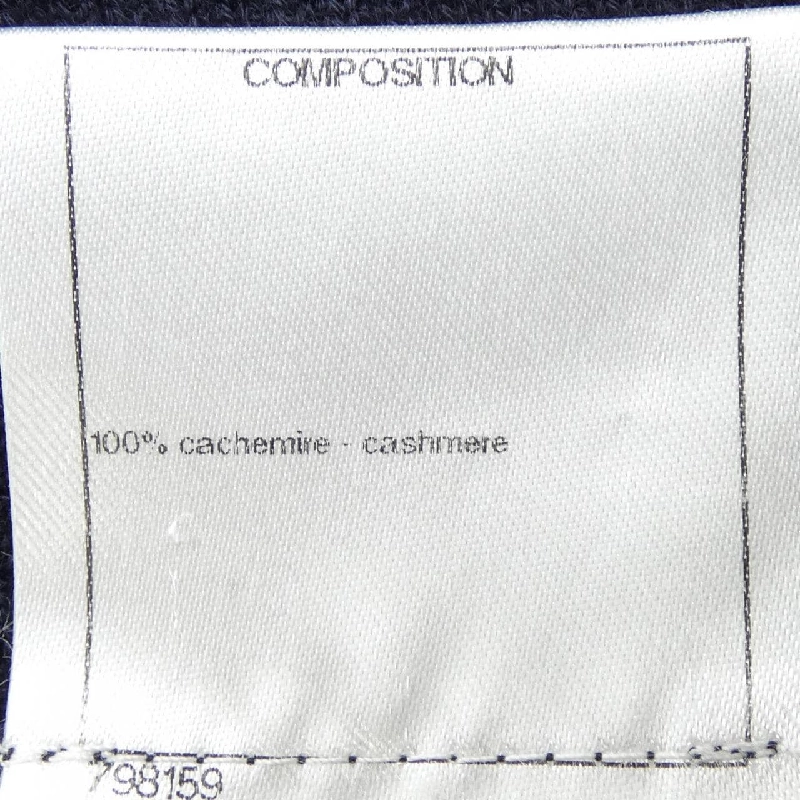 COMPOSITION
100% cachemire - cashmere
798159